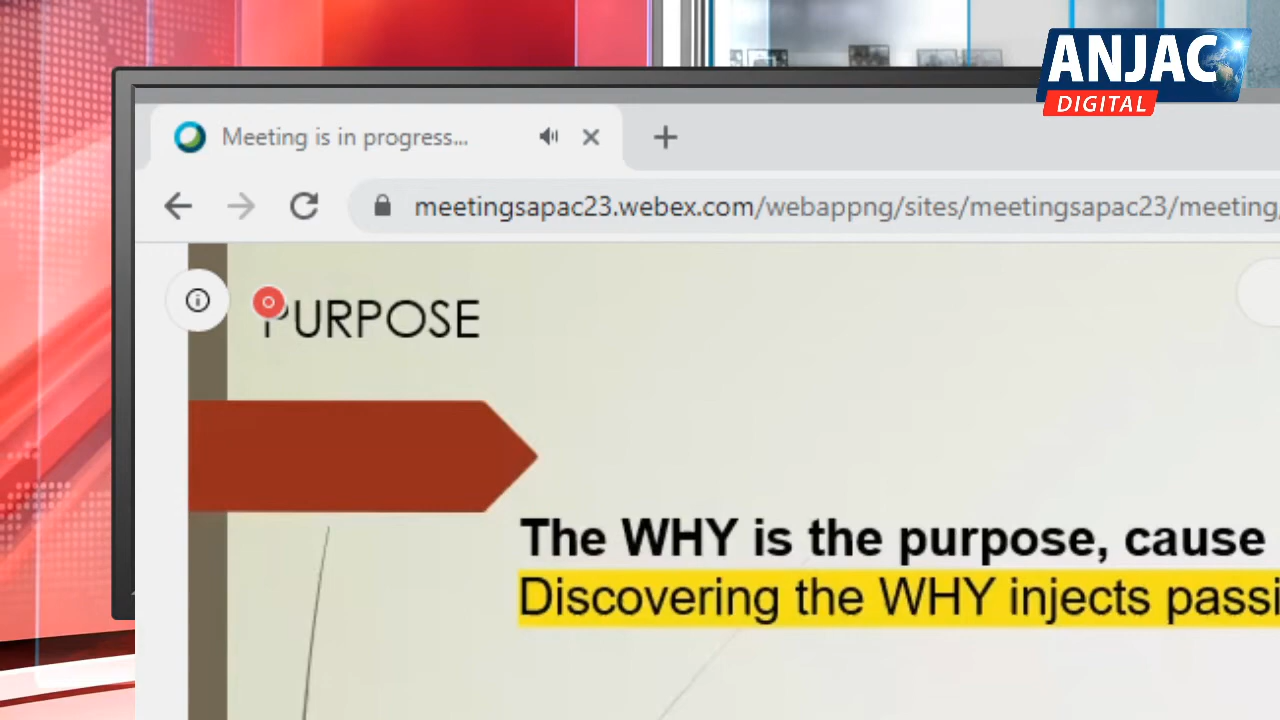 ANJAC
DIGITAL
Meeting is in progress...
meetingsapac23.webex.com/webappng/sites/meetingsapac23/meeting
PURPOSE
The WHY is the purpose, cause
Discovering the WHY injects passi